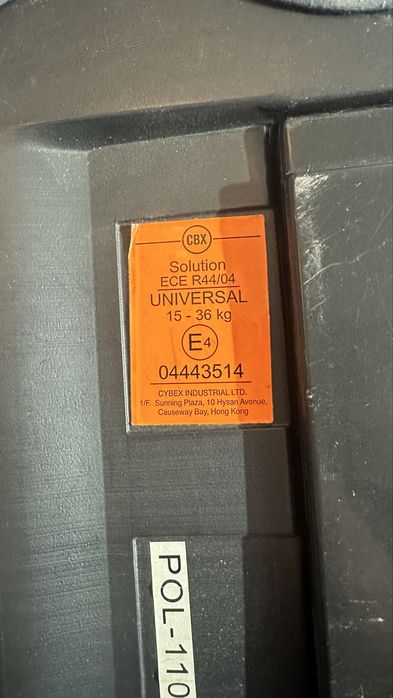 CBX
Solution
ECE R44/04
UNIVERSAL
15 - 36 kg
E4
04443514
CYBEX INDUSTRIAL LTD.
1/F. Sunning Plaza, 10 Hysan Avenue,
Causeway Bay, Hong Kong
POL-110